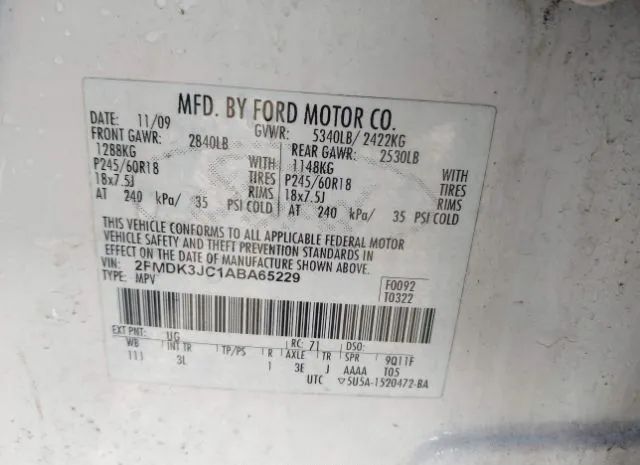 MFD. BY FORD MOTOR CO.
DATE: 11/09 GVWR: 5340LB/ 2422KG
FRONT GAWR: 2840LB REAR GAWR: 2530LB
1288KG WITH 1148KG WITH
P245/60R18 TIRES P245/60R18 TIRES
18x7.5J RIMS 18x7.5J RIMS
AT 240 kPa/ 35 PSI COLD AT 240 kPa/ 35 PSI COLD
THIS VEHICLE CONFORMS TO ALL APPLICABLE FEDERAL MOTOR
VEHICLE SAFETY AND THEFT PREVENTION STANDARDS IN
EFFECT ON THE DATE OF MANUFACTURE SHOWN ABOVE.
VIN: 2FMDK3JC1ABA65229 F0092
TYPE: MPV T0322
EXT PNT: UG RC: 71 DSO:
WB INT TR TP/PS R AXLE TR SPR 9Q11F
11J 3L 1 3E J AAAA T05
UTC ▽5U5A-1520472-BA